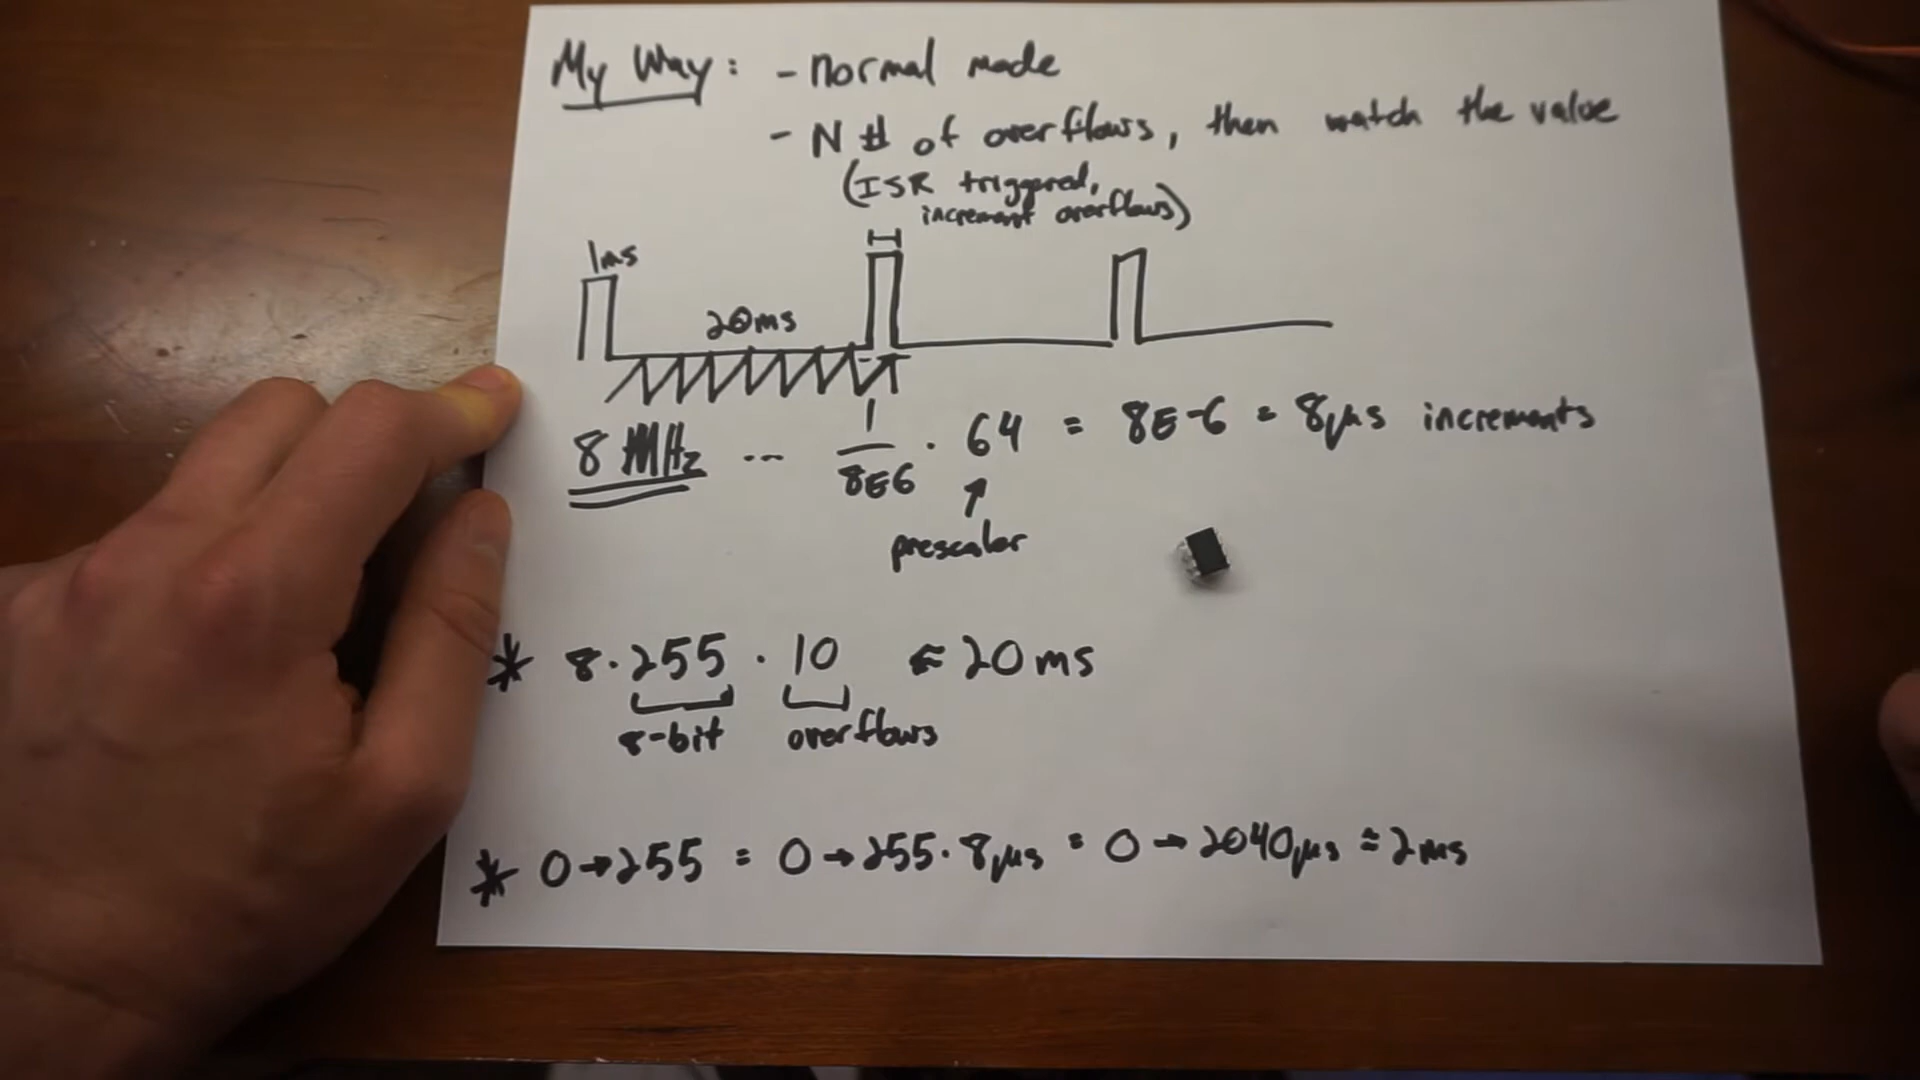 My Way: - normal mode
- N # of overflows, then watch the value
(ISR triggered,
increment overflows)
1ms
20ms
8 MHz ... 1/8E6 · 64 = 8E-6 = 8μs increments
prescalor
* 8·255 · 10 ≈ 20ms
8-bit overflows
* 0→255 = 0→255·8μs = 0→2040μs ≈ 2ms